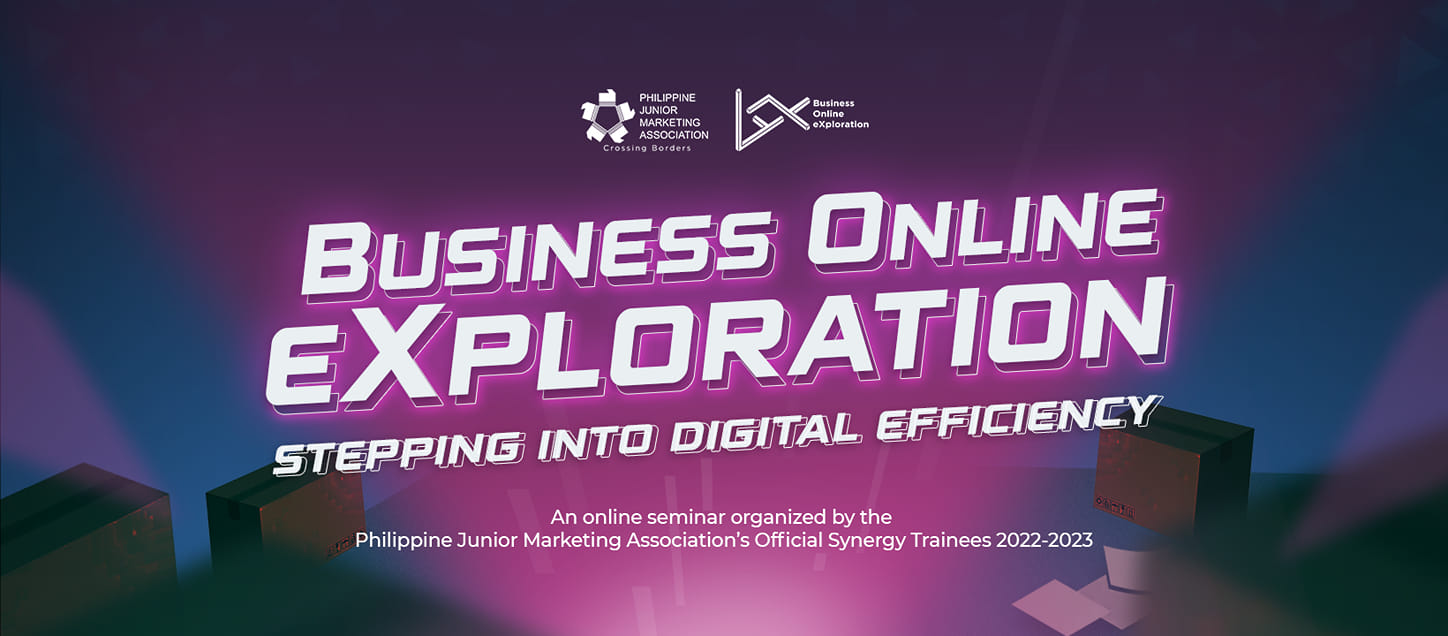 PHILIPPINE
JUNIOR
MARKETING
ASSOCIATION
Crossing Borders
Business
Online
eXploration
BUSINESS ONLINE
eXPLORATION
STEPPING INTO DIGITAL EFFICIENCY
An online seminar organized by the
Philippine Junior Marketing Association's Official Synergy Trainees 2022-2023